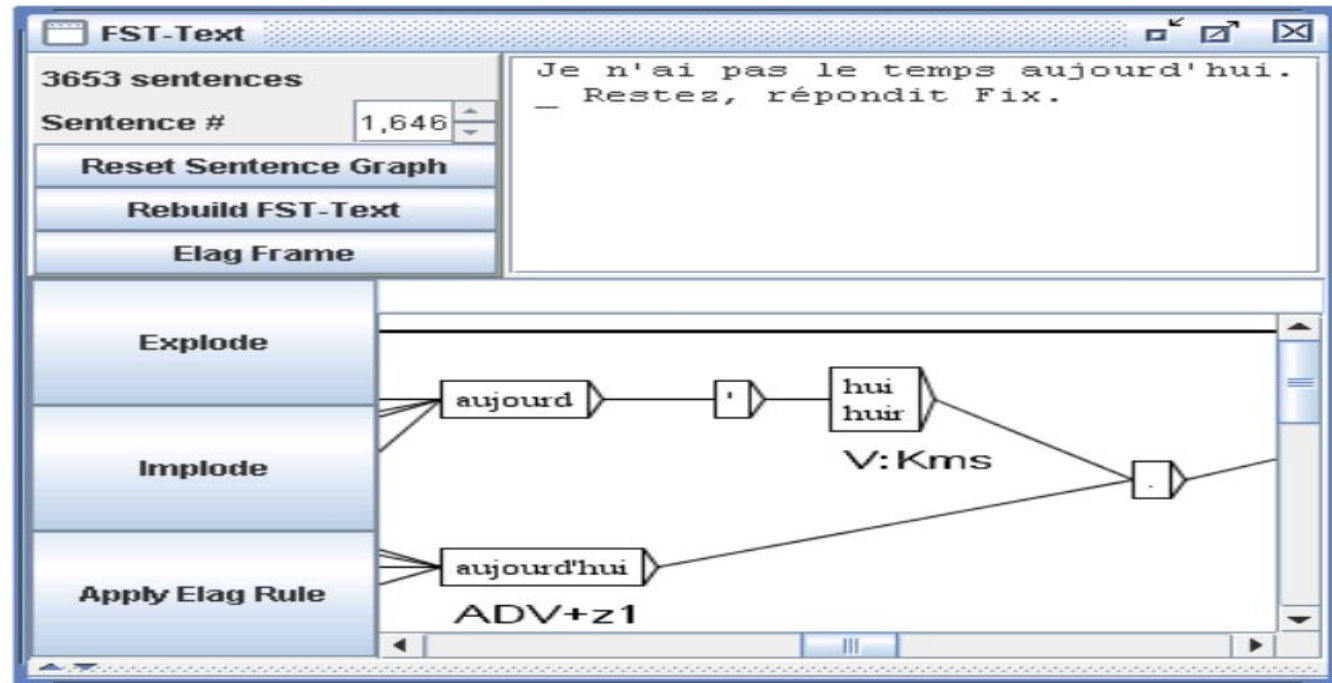 FST-Text
3653 sentences
Sentence # 1,646
Reset Sentence Graph
Rebuild FST-Text
Elag Frame
Je n'ai pas le temps aujourd'hui.
_ Restez, répondit Fix.
Explode
Implode
Apply Elag Rule
aujourd
'
hui
huir
V:Kms
.
aujourd'hui
ADV+z1